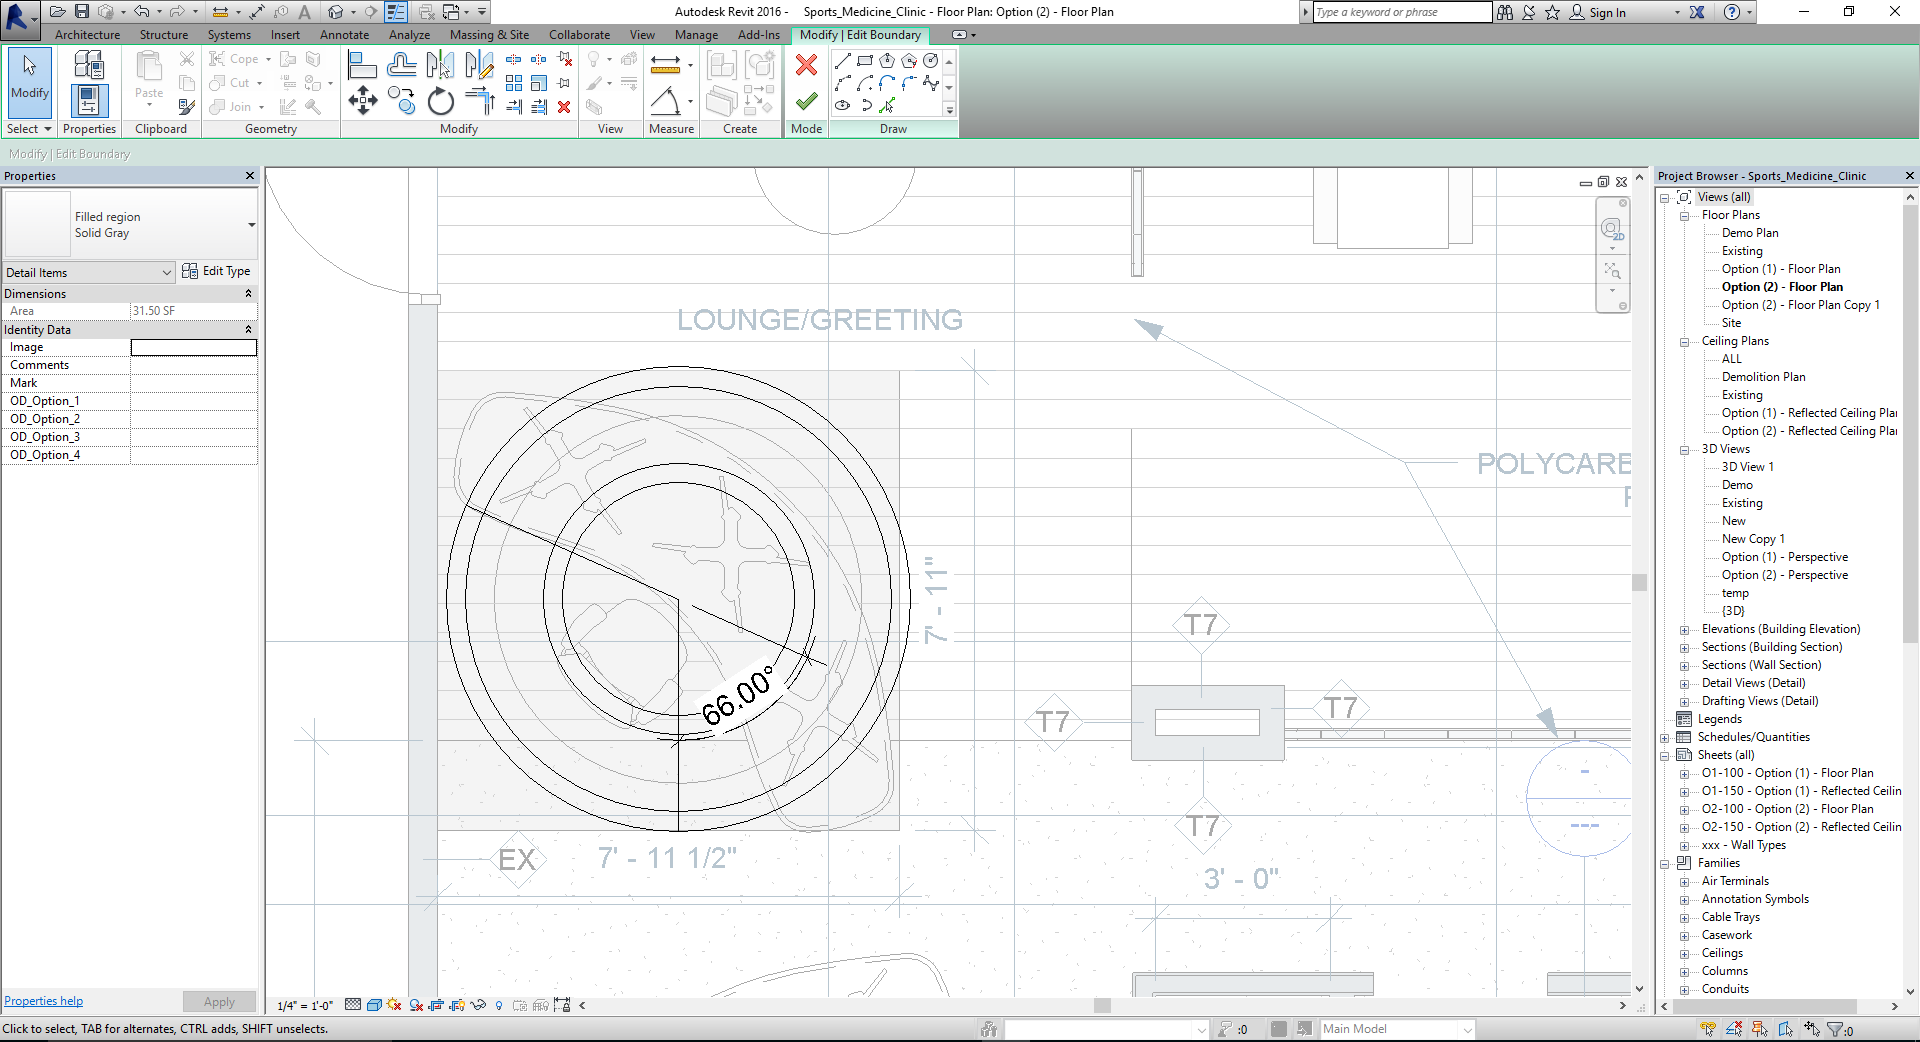 Autodesk Revit 2016 - Sports_Medicine_Clinic - Floor Plan: Option (2) - Floor Plan
Type a keyword or phrase
Sign In
Architecture Structure Systems Insert Annotate Analyze Massing & Site Collaborate View Manage Add-Ins Modify | Edit Boundary
Modify
Paste
Cope
Cut
Join
Select Properties Clipboard Geometry Modify View Measure Create Mode Draw
Modify | Edit Boundary
Properties
Filled region
Solid Gray
Detail Items
Edit Type
Dimensions
Area 31.50 SF
Identity Data
Image
Comments
Mark
OD_Option_1
OD_Option_2
OD_Option_3
OD_Option_4
Properties help
Apply
2D
LOUNGE/GREETING
POLYCARB
7' - 11"
66.00°
T7
T7
T7
T7
EX
7' - 11 1/2"
3' - 0"
-
---
1/4" = 1'-0"
Project Browser - Sports_Medicine_Clinic
Views (all)
Floor Plans
Demo Plan
Existing
Option (1) - Floor Plan
Option (2) - Floor Plan
Option (2) - Floor Plan Copy 1
Site
Ceiling Plans
ALL
Demolition Plan
Existing
Option (1) - Reflected Ceiling Plan
Option (2) - Reflected Ceiling Plan
3D Views
3D View 1
Demo
Existing
New
New Copy 1
Option (1) - Perspective
Option (2) - Perspective
temp
{3D}
Elevations (Building Elevation)
Sections (Building Section)
Sections (Wall Section)
Detail Views (Detail)
Drafting Views (Detail)
Legends
Schedules/Quantities
Sheets (all)
O1-100 - Option (1) - Floor Plan
O1-150 - Option (1) - Reflected Ceilin
O2-100 - Option (2) - Floor Plan
O2-150 - Option (2) - Reflected Ceilin
xxx - Wall Types
Families
Air Terminals
Annotation Symbols
Cable Trays
Casework
Ceilings
Columns
Conduits
Click to select, TAB for alternates, CTRL adds, SHIFT unselects.
:0
Main Model
:0